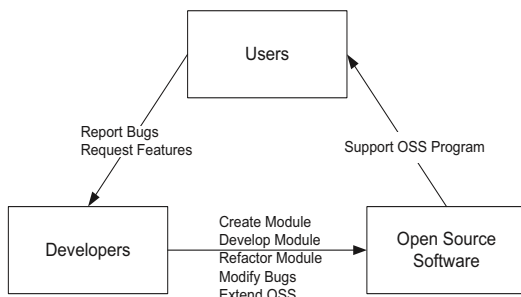 Users
Report Bugs
Request Features
Support OSS Program
Developers
Create Module
Develop Module
Refactor Module
Modify Bugs
Extend OSS
Open Source
Software